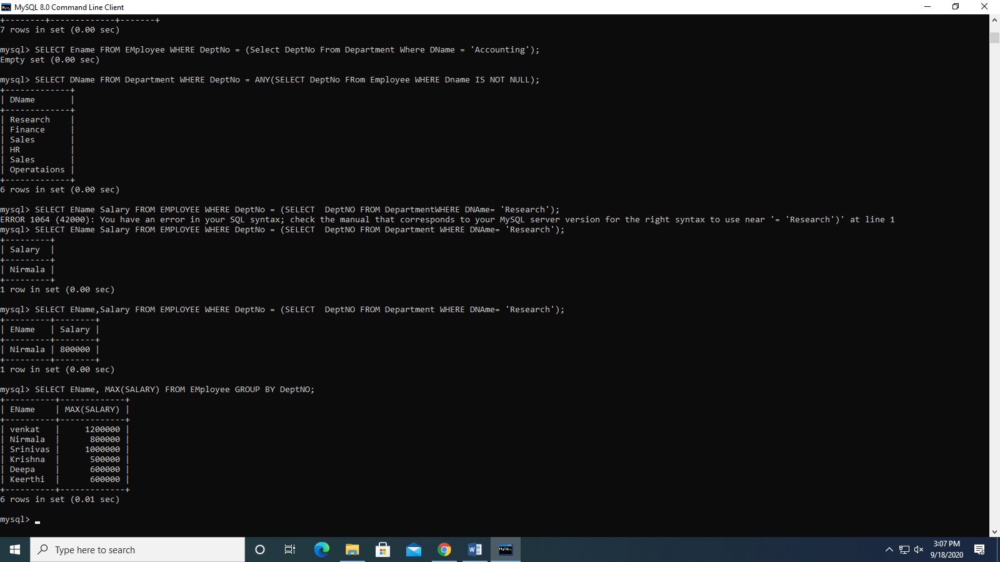 MySQL 8.0 Command Line Client
+--------+-------------+-------+
7 rows in set (0.00 sec)
mysql> SELECT Ename FROM EMployee WHERE DeptNo = (Select DeptNo From Department Where DName = 'Accounting');
Empty set (0.00 sec)
mysql> SELECT DName FROM Department WHERE DeptNo = ANY(SELECT DeptNo FRom Employee WHERE Dname IS NOT NULL);
+-------------+
| DName       |
+-------------+
| Research    |
| Finance     |
| Sales       |
| HR          |
| Sales       |
| Operataions |
+-------------+
6 rows in set (0.00 sec)
mysql> SELECT EName Salary FROM EMPLOYEE WHERE DeptNo = (SELECT  DeptNO FROM DepartmentWHERE DNAme= 'Research');
ERROR 1064 (42000): You have an error in your SQL syntax; check the manual that corresponds to your MySQL server version for the right syntax to use near '= 'Research')' at line 1
mysql> SELECT EName Salary FROM EMPLOYEE WHERE DeptNo = (SELECT  DeptNO FROM Department WHERE DNAme= 'Research');
+---------+
| Salary  |
+---------+
| Nirmala |
+---------+
1 row in set (0.00 sec)
mysql> SELECT EName,Salary FROM EMPLOYEE WHERE DeptNo = (SELECT  DeptNO FROM Department WHERE DNAme= 'Research');
+---------+--------+
| EName   | Salary |
+---------+--------+
| Nirmala | 800000 |
+---------+--------+
1 row in set (0.00 sec)
mysql> SELECT EName, MAX(SALARY) FROM EMployee GROUP BY DeptNO;
+----------+-------------+
| EName    | MAX(SALARY) |
+----------+-------------+
| venkat   |     1200000 |
| Nirmala  |      800000 |
| Srinivas |     1000000 |
| Krishna  |      500000 |
| Deepa    |      600000 |
| Keerthi  |      600000 |
+----------+-------------+
6 rows in set (0.01 sec)
mysql>
Type here to search
3:07 PM
9/18/2020